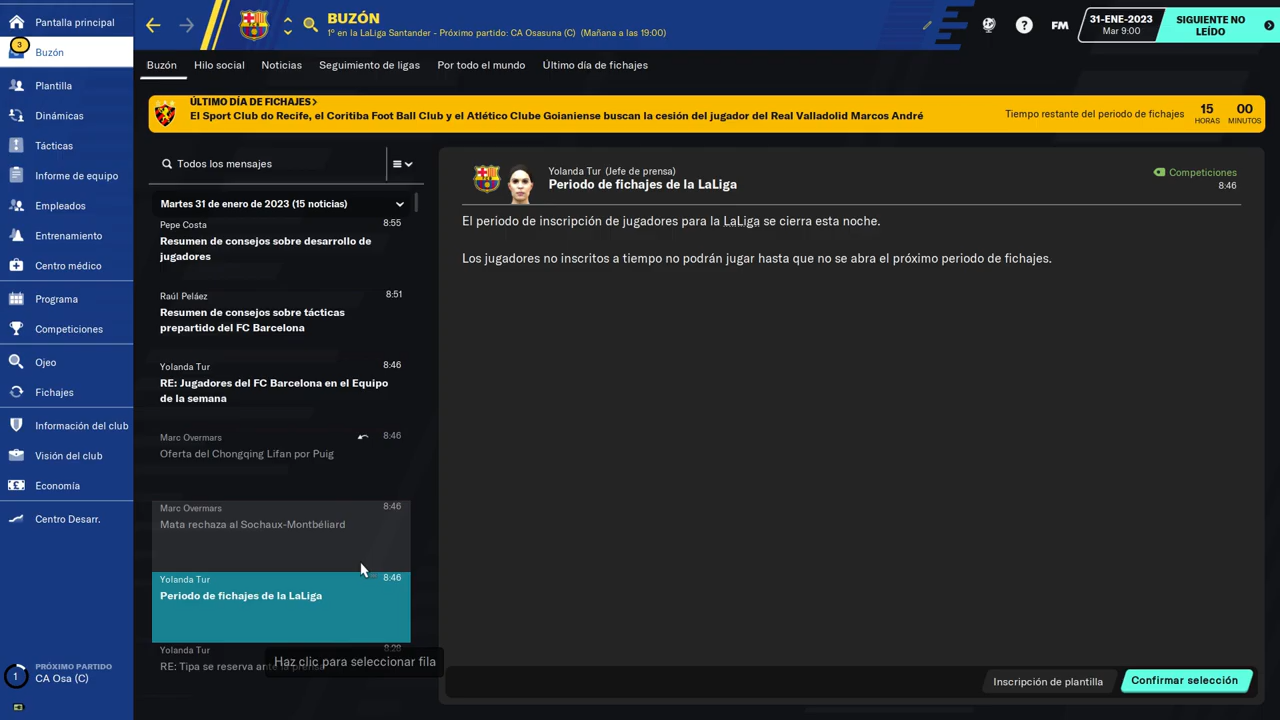 Pantalla principal
3
Buzón
Plantilla
Dinámicas
Tácticas
Informe de equipo
Empleados
Entrenamiento
Centro médico
Programa
Competiciones
Ojeo
Fichajes
Información del club
Visión del club
Economía
Centro Desarr.
1
PRÓXIMO PARTIDO
CA Osa (C)
BUZÓN
1º en la LaLiga Santander - Próximo partido: CA Osasuna (C) (Mañana a las 19:00)
?
FM
31-ENE-2023
Mar 9:00
SIGUIENTE NO
LEÍDO
Buzón Hilo social Noticias Seguimiento de ligas Por todo el mundo Último día de fichajes
ÚLTIMO DÍA DE FICHAJES
El Sport Club do Recife, el Coritiba Foot Ball Club y el Atlético Clube Goianiense buscan la cesión del jugador del Real Valladolid Marcos André
Tiempo restante del periodo de fichajes
15
HORAS
00
MINUTOS
Todos los mensajes
Martes 31 de enero de 2023 (15 noticias)
Pepe Costa 8:55
Resumen de consejos sobre desarrollo de
jugadores
Raúl Peláez 8:51
Resumen de consejos sobre tácticas
prepartido del FC Barcelona
Yolanda Tur 8:46
RE: Jugadores del FC Barcelona en el Equipo
de la semana
Marc Overmars 8:46
Oferta del Chongqing Lifan por Puig
Marc Overmars 8:46
Mata rechaza al Sochaux-Montbéliard
Yolanda Tur 8:46
Periodo de fichajes de la LaLiga
Yolanda Tur 8:28
RE: Tipa se reserva ante la prensa
Haz clic para seleccionar fila
Yolanda Tur (Jefe de prensa)
Periodo de fichajes de la LaLiga
Competiciones
8:46
El periodo de inscripción de jugadores para la LaLiga se cierra esta noche.
Los jugadores no inscritos a tiempo no podrán jugar hasta que no se abra el próximo periodo de fichajes.
Inscripción de plantilla
Confirmar selección